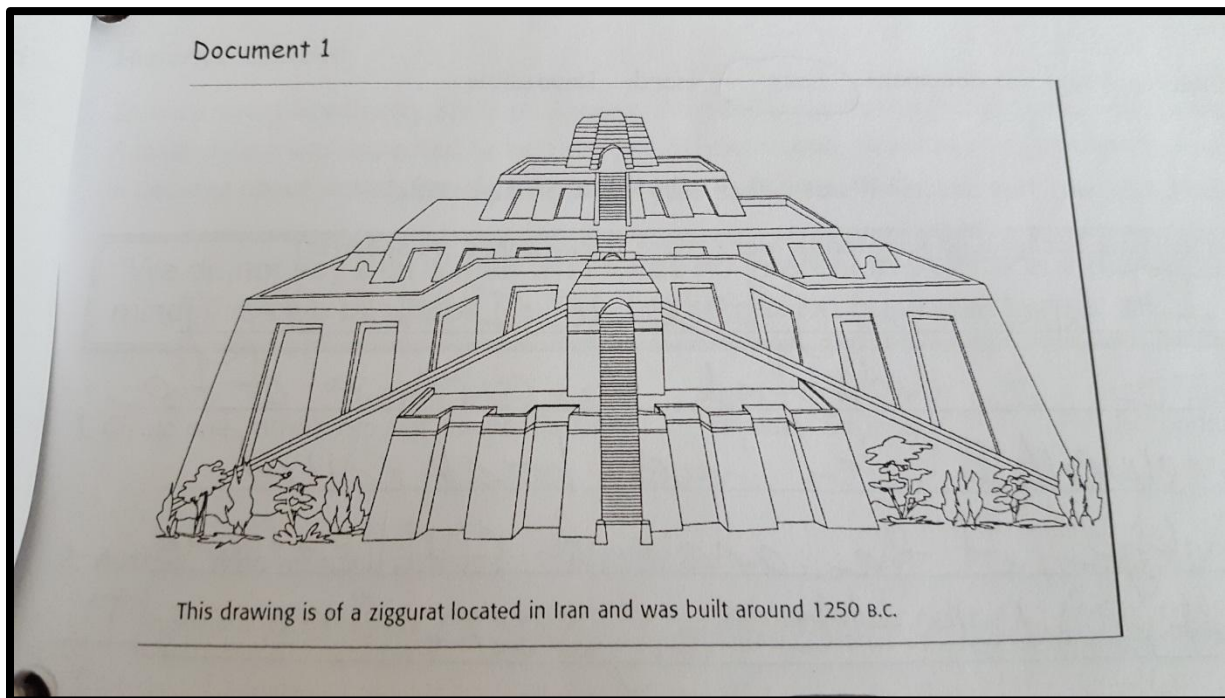 Document 1
This drawing is of a ziggurat located in Iran and was built around 1250 B.C.